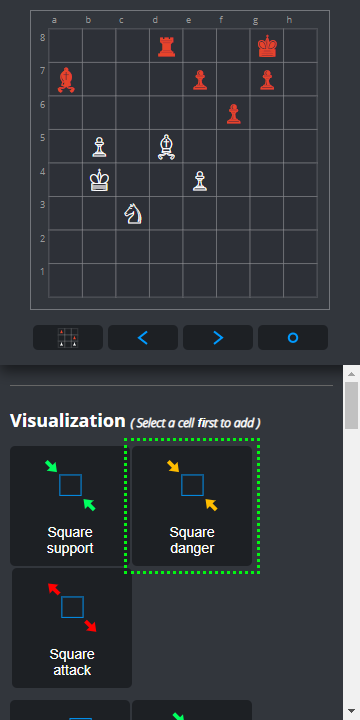 a b c d e f g h
8
7
6
5
4
3
2
1
Visualization ( Select a cell first to add )
Square
support
Square
danger
Square
attack